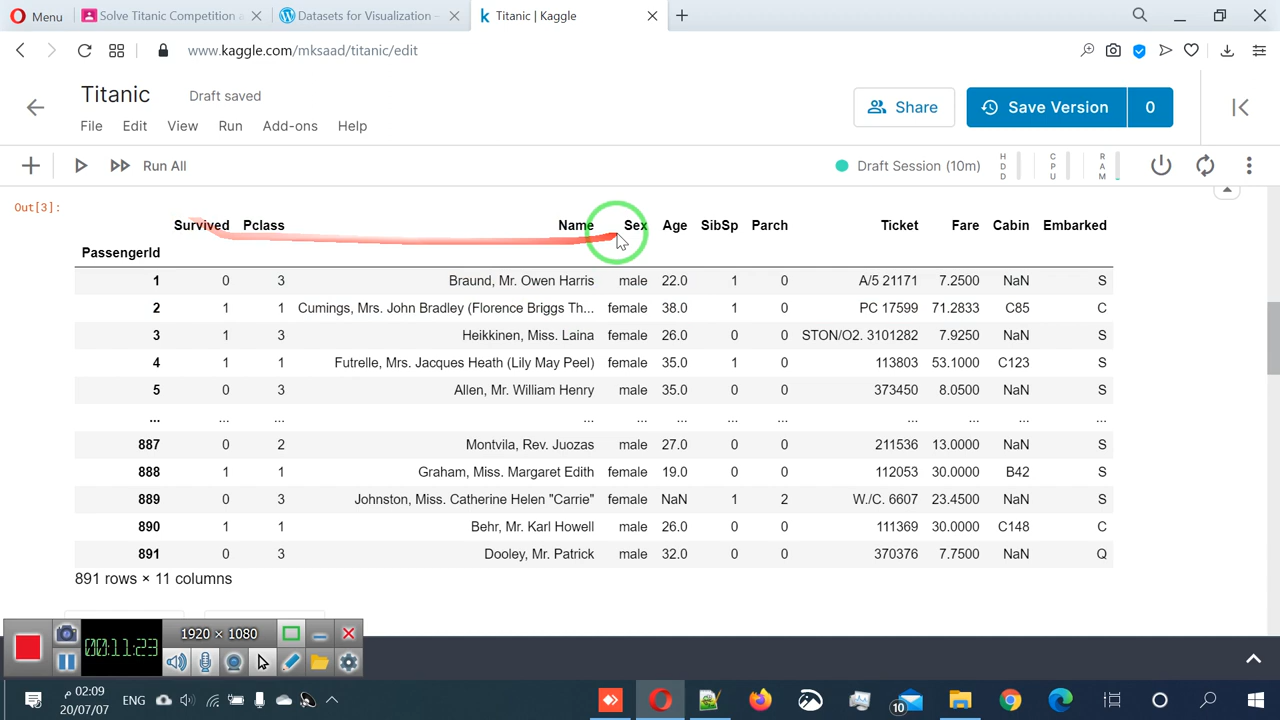 Menu Solve Titanic Competition Datasets for Visualization – Titanic | Kaggle
www.kaggle.com/mksaad/titanic/edit
Titanic Draft saved Share Save Version 0
File Edit View Run Add-ons Help
Run All Draft Session (10m) HDD CPU RAM
Out[3]:
Survived Pclass Name Sex Age SibSp Parch Ticket Fare Cabin Embarked
PassengerId
1 0 3 Braund, Mr. Owen Harris male 22.0 1 0 A/5 21171 7.2500 NaN S
2 1 1 Cumings, Mrs. John Bradley (Florence Briggs Th... female 38.0 1 0 PC 17599 71.2833 C85 C
3 1 3 Heikkinen, Miss. Laina female 26.0 0 0 STON/O2. 3101282 7.9250 NaN S
4 1 1 Futrelle, Mrs. Jacques Heath (Lily May Peel) female 35.0 1 0 113803 53.1000 C123 S
5 0 3 Allen, Mr. William Henry male 35.0 0 0 373450 8.0500 NaN S
... ... ... ... ... ... ... ... ... ... ... ...
887 0 2 Montvila, Rev. Juozas male 27.0 0 0 211536 13.0000 NaN S
888 1 1 Graham, Miss. Margaret Edith female 19.0 0 0 112053 30.0000 B42 S
889 0 3 Johnston, Miss. Catherine Helen "Carrie" female NaN 1 2 W./C. 6607 23.4500 NaN S
890 1 1 Behr, Mr. Karl Howell male 26.0 0 0 111369 30.0000 C148 C
891 0 3 Dooley, Mr. Patrick male 32.0 0 0 370376 7.7500 NaN Q
891 rows × 11 columns
00:11:23 1920 × 1080
ENG 02:09 م 10
20/07/07